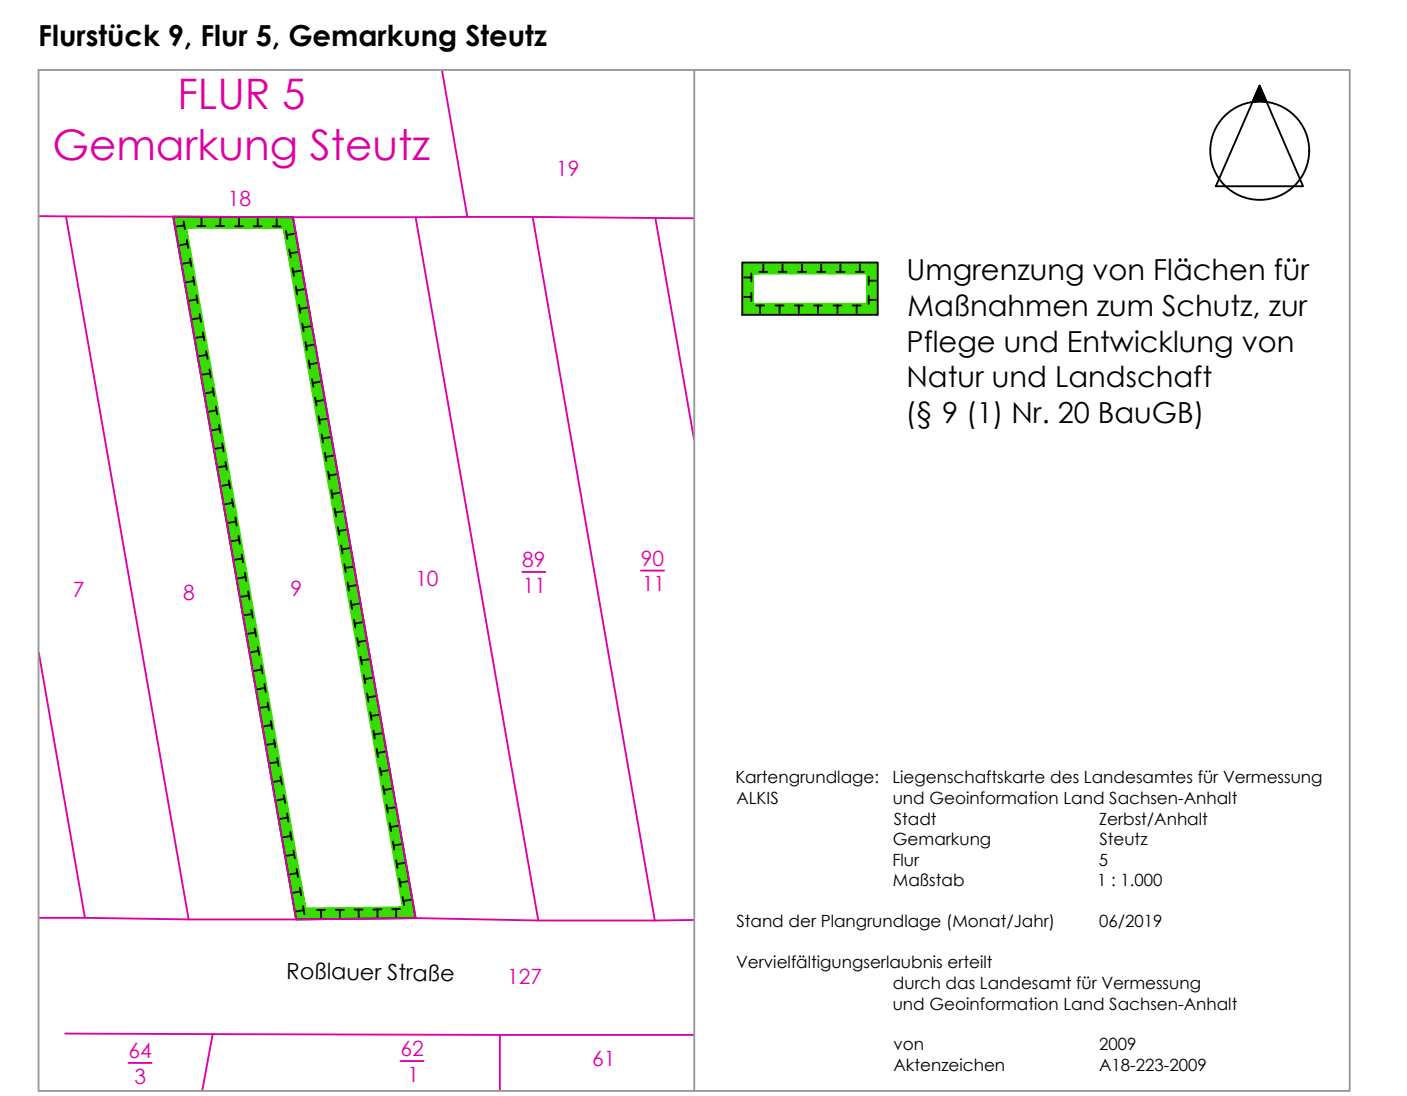 Flurstück 9, Flur 5, Gemarkung Steutz
FLUR 5
Gemarkung Steutz
19
18
7
8
9
10
89
11
90
11
Roßlauer Straße
127
64
3
62
1
61
Umgrenzung von Flächen für
Maßnahmen zum Schutz, zur
Pflege und Entwicklung von
Natur und Landschaft
(§ 9 (1) Nr. 20 BauGB)
Kartengrundlage: Liegenschaftskarte des Landesamtes für Vermessung
ALKIS und Geoinformation Land Sachsen-Anhalt
Stadt Zerbst/Anhalt
Gemarkung Steutz
Flur 5
Maßstab 1 : 1.000
Stand der Plangrundlage (Monat/Jahr) 06/2019
Vervielfältigungserlaubnis erteilt
durch das Landesamt für Vermessung
und Geoinformation Land Sachsen-Anhalt
von 2009
Aktenzeichen A18-223-2009